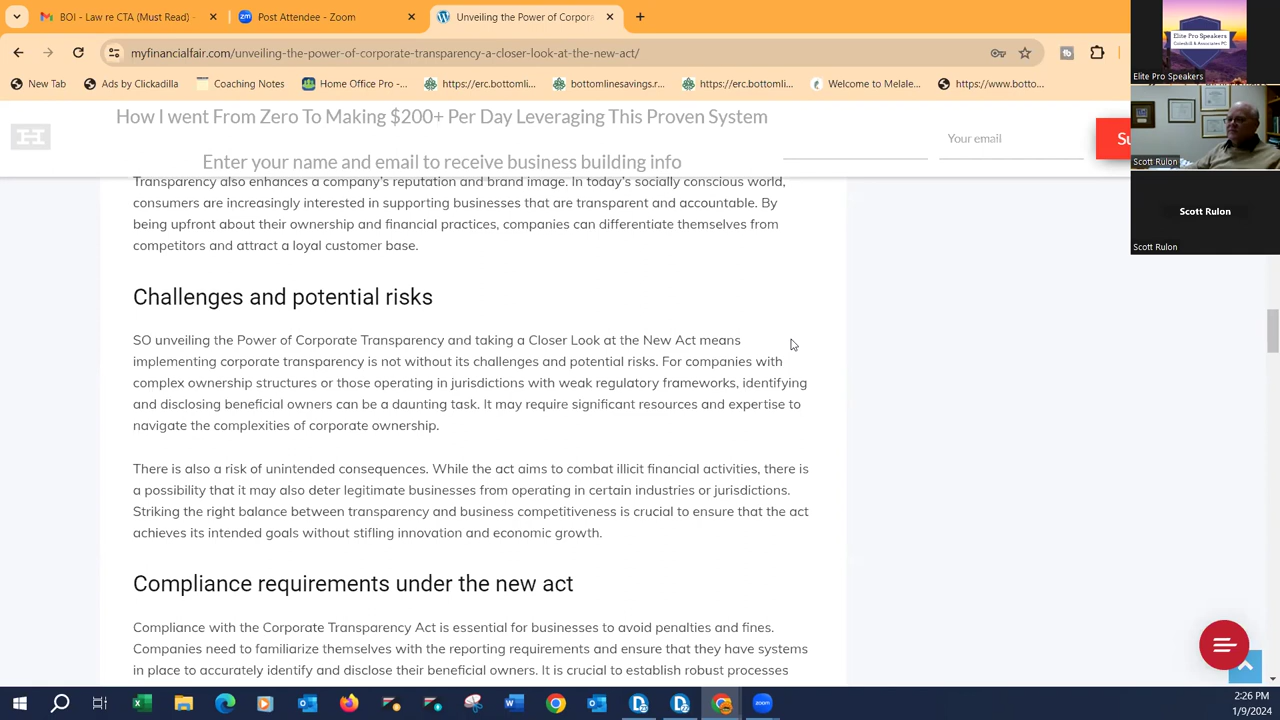 BOI - Law re CTA (Must Read) -
Post Attendee - Zoom
Unveiling the Power of Corpora
myfinancialfair.com/unveiling-the-power-of-corporate-transparency-a-closer-look-at-the-new-act/
New Tab
Ads by Clickadilla
Coaching Notes
Home Office Pro -...
bottomlinesavings.r...
https://erc.bottomli...
Welcome to Melale...
https://www.botto...
How I went From Zero To Making $200+ Per Day Leveraging This Proven System
Enter your name and email to receive business building info
Your email
Su
Transparency also enhances a company's reputation and brand image. In today's socially conscious world,
consumers are increasingly interested in supporting businesses that are transparent and accountable. By
being upfront about their ownership and financial practices, companies can differentiate themselves from
competitors and attract a loyal customer base.
Challenges and potential risks
SO unveiling the Power of Corporate Transparency and taking a Closer Look at the New Act means
implementing corporate transparency is not without its challenges and potential risks. For companies with
complex ownership structures or those operating in jurisdictions with weak regulatory frameworks, identifying
and disclosing beneficial owners can be a daunting task. It may require significant resources and expertise to
navigate the complexities of corporate ownership.
There is also a risk of unintended consequences. While the act aims to combat illicit financial activities, there is
a possibility that it may also deter legitimate businesses from operating in certain industries or jurisdictions.
Striking the right balance between transparency and business competitiveness is crucial to ensure that the act
achieves its intended goals without stifling innovation and economic growth.
Compliance requirements under the new act
Compliance with the Corporate Transparency Act is essential for businesses to avoid penalties and fines.
Companies need to familiarize themselves with the reporting requirements and ensure that they have systems
in place to accurately identify and disclose their beneficial owners. It is crucial to establish robust processes
Elite Pro Speakers
Elite Pro Speakers
Scott Rulon
Scott Rulon
Scott Rulon
2:26 PM
1/9/2024